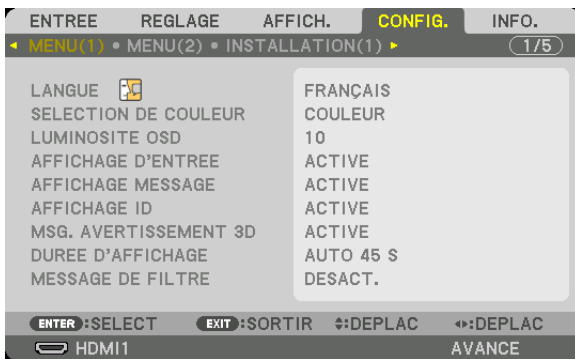 ENTREE REGLAGE AFFICH. CONFIG. INFO.
MENU(1) • MENU(2) • INSTALLATION(1) 1/5
LANGUE FRANÇAIS
SELECTION DE COULEUR COULEUR
LUMINOSITE OSD 10
AFFICHAGE D'ENTREE ACTIVE
AFFICHAGE MESSAGE ACTIVE
AFFICHAGE ID ACTIVE
MSG. AVERTISSEMENT 3D ACTIVE
DUREE D'AFFICHAGE AUTO 45 S
MESSAGE DE FILTRE DESACT.
ENTER :SELECT EXIT :SORTIR :DEPLAC :DEPLAC
HDMI1 AVANCE